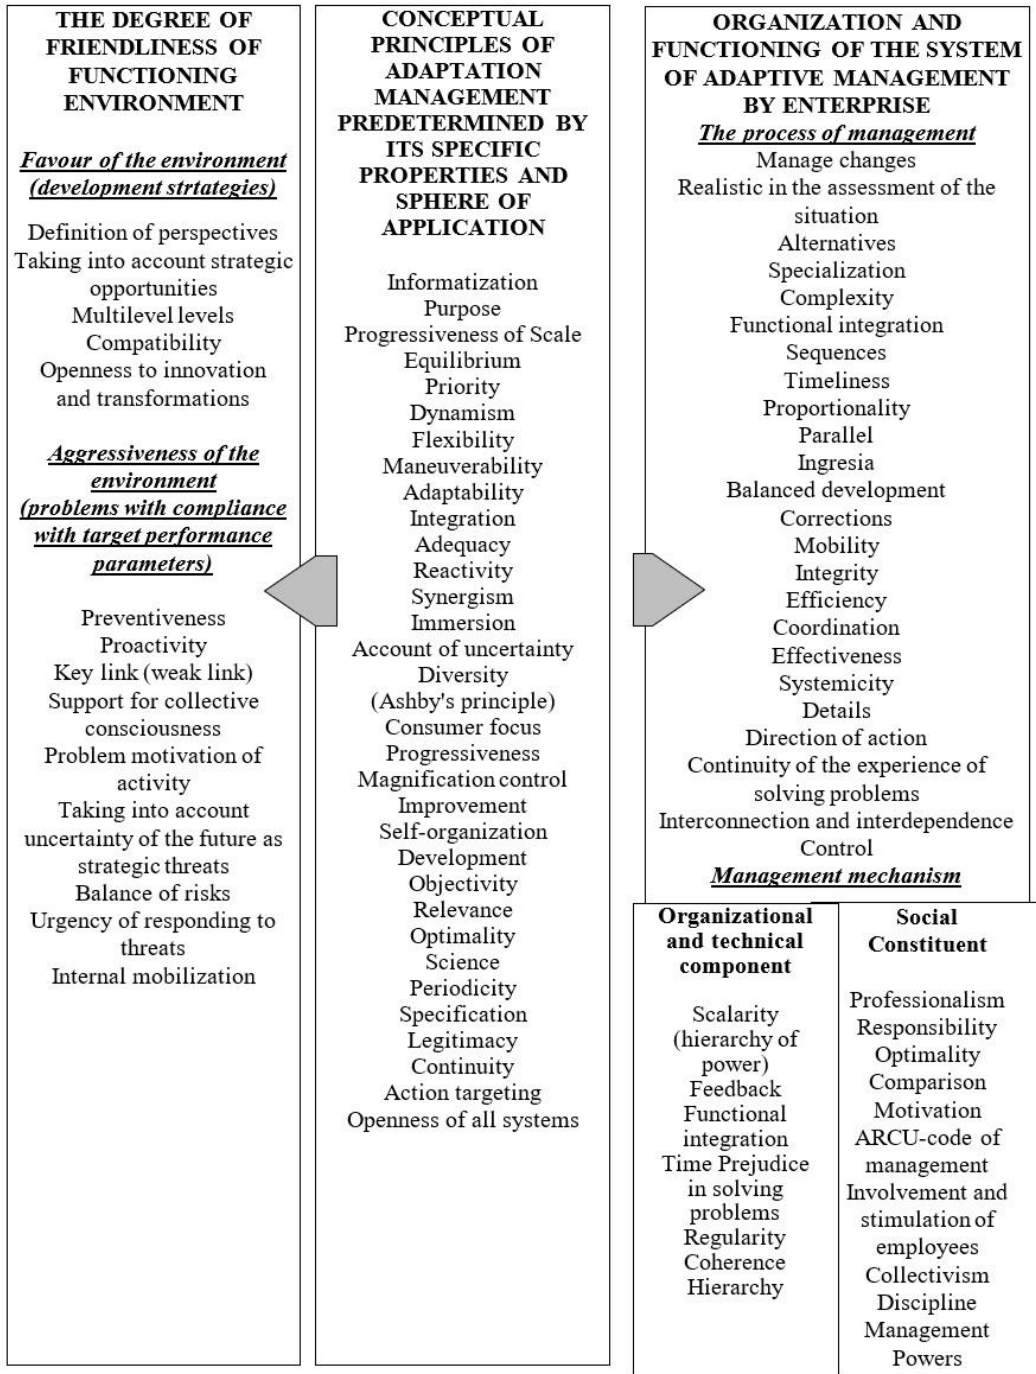 THE DEGREE OF
FRIENDLINESS OF
FUNCTIONING
ENVIRONMENT
Favour of the environment
(development strtategies)
Definition of perspectives
Taking into account strategic
opportunities
Multilevel levels
Compatibility
Openness to innovation
and transformations
Aggressiveness of the
environment
(problems with compliance
with target performance
parameters)
Preventiveness
Proactivity
Key link (weak link)
Support for collective
consciousness
Problem motivation of
activity
Taking into account
uncertainty of the future as
strategic threats
Balance of risks
Urgency of responding to
threats
Internal mobilization
CONCEPTUAL
PRINCIPLES OF
ADAPTATION
MANAGEMENT
PREDETERMINED BY
ITS SPECIFIC
PROPERTIES AND
SPHERE OF
APPLICATION
Informatization
Purpose
Progressiveness of Scale
Equilibrium
Priority
Dynamism
Flexibility
Maneuverability
Adaptability
Integration
Adequacy
Reactivity
Synergism
Immersion
Account of uncertainty
Diversity
(Ashby's principle)
Consumer focus
Progressiveness
Magnification control
Improvement
Self-organization
Development
Objectivity
Relevance
Optimality
Science
Periodicity
Specification
Legitimacy
Continuity
Action targeting
Openness of all systems
ORGANIZATION AND
FUNCTIONING OF THE SYSTEM
OF ADAPTIVE MANAGEMENT
BY ENTERPRISE
The process of management
Manage changes
Realistic in the assessment of the
situation
Alternatives
Specialization
Complexity
Functional integration
Sequences
Timeliness
Proportionality
Parallel
Ingresia
Balanced development
Corrections
Mobility
Integrity
Efficiency
Coordination
Effectiveness
Systemicity
Details
Direction of action
Continuity of the experience of
solving problems
Interconnection and interdependence
Control
Management mechanism
Organizational
and technical
component
Scalarity
(hierarchy of
power)
Feedback
Functional
integration
Time Prejudice
in solving
problems
Regularity
Coherence
Hierarchy
Social
Constituent
Professionalism
Responsibility
Optimality
Comparison
Motivation
ARCU-code of
management
Involvement and
stimulation of
employees
Collectivism
Discipline
Management
Powers